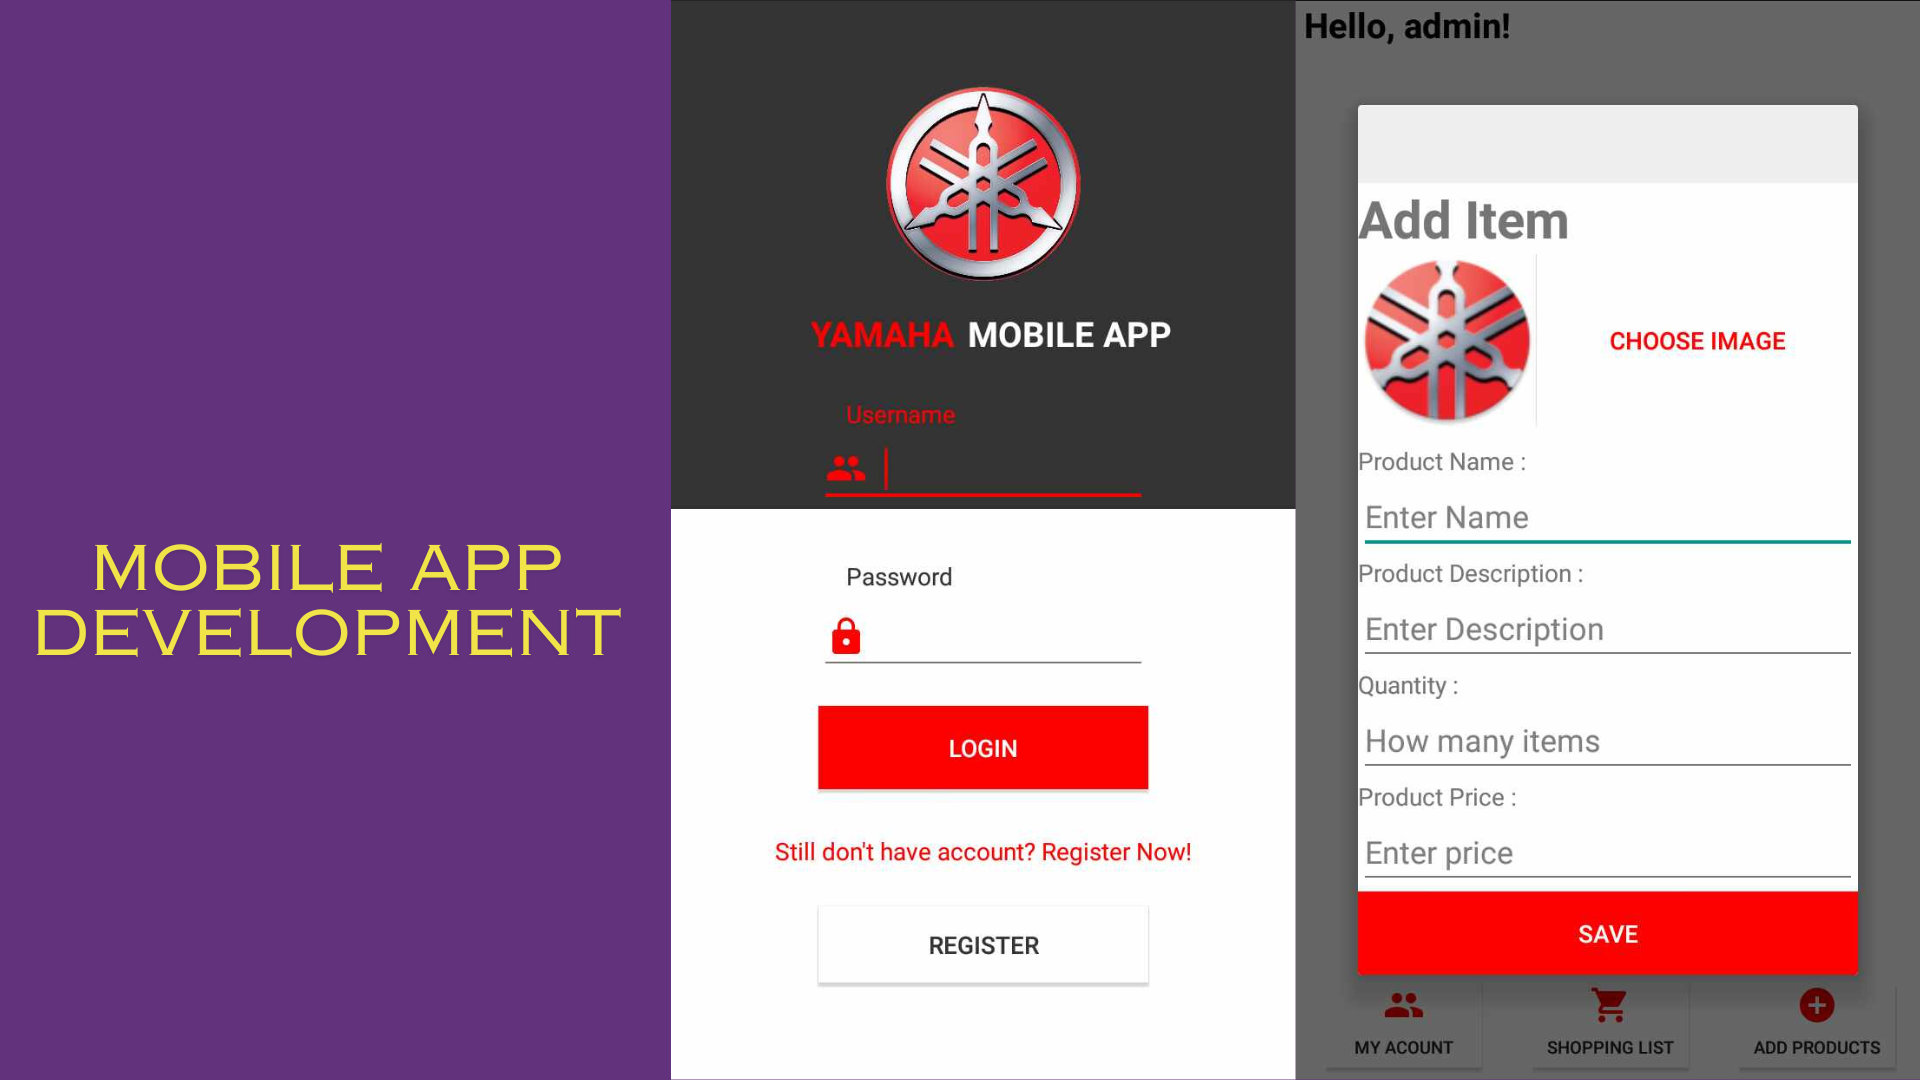 MOBILE APP
DEVELOPMENT
YAMAHA MOBILE APP
Username
Password
LOGIN
Still don't have account? Register Now!
REGISTER
Hello, admin!
Add Item
CHOOSE IMAGE
Product Name :
Enter Name
Product Description :
Enter Description
Quantity :
How many items
Product Price :
Enter price
SAVE
MY ACOUNT
SHOPPING LIST
ADD PRODUCTS